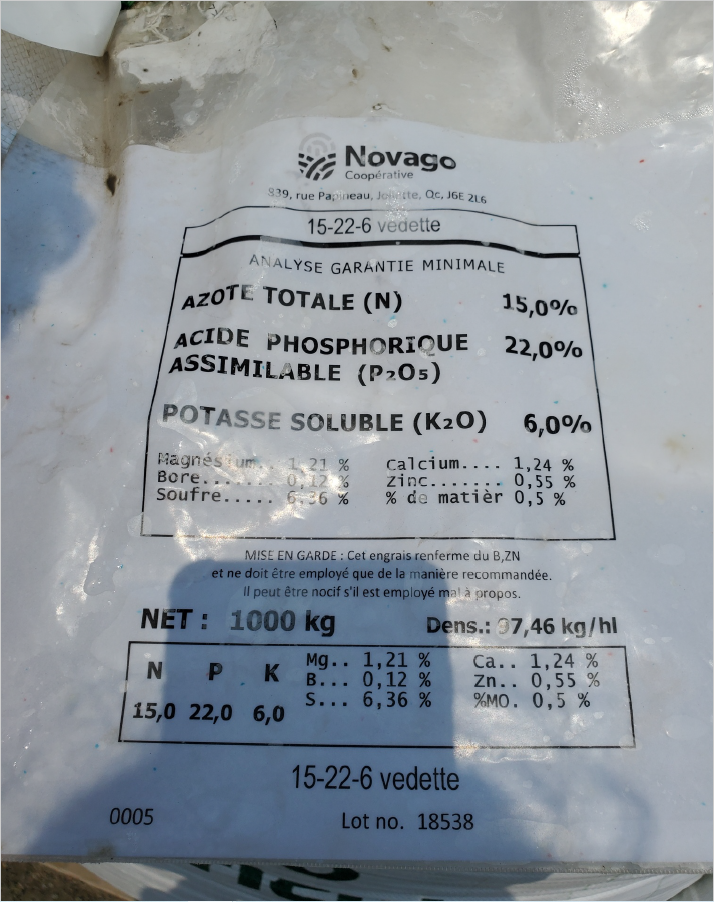 Novago
Coopérative
839, rue Papineau, Joliette, Qc, J6E 2L6
15-22-6 vedette
ANALYSE GARANTIE MINIMALE
AZOTE TOTALE (N) 15,0%
ACIDE PHOSPHORIQUE 22,0%
ASSIMILABLE (P2O5)
POTASSE SOLUBLE (K2O) 6,0%
Magnésium.. 1,21 % Calcium.... 1,24 %
Bore....... 0,12 % Zinc....... 0,55 %
Soufre..... 6,36 % % de matièr 0,5 %
MISE EN GARDE : Cet engrais renferme du B,ZN
et ne doit être employé que de la manière recommandée.
Il peut être nocif s'il est employé mal à propos.
NET : 1000 kg Dens.: 97,46 kg/hl
N P K Mg.. 1,21 % Ca.. 1,24 %
B... 0,12 % Zn.. 0,55 %
15,0 22,0 6,0 S... 6,36 % %MO. 0,5 %
15-22-6 vedette
0005 Lot no. 18538